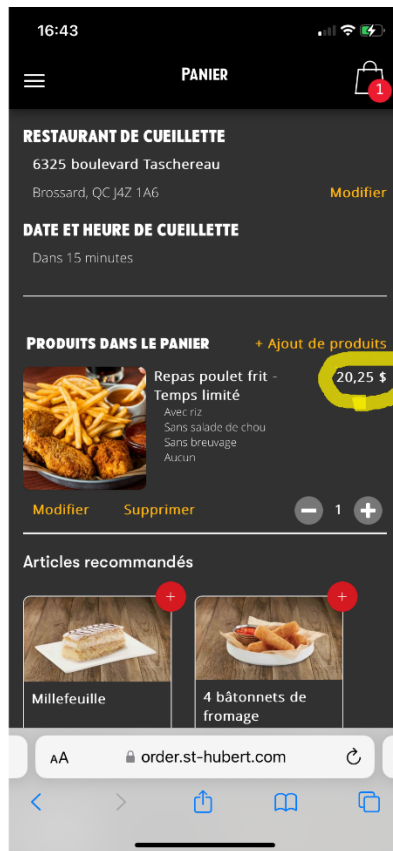 16:43
PANIER
1
RESTAURANT DE CUEILLETTE
6325 boulevard Taschereau
Brossard, QC J4Z 1A6
Modifier
DATE ET HEURE DE CUEILLETTE
Dans 15 minutes
PRODUITS DANS LE PANIER
+ Ajout de produits
Repas poulet frit -
Temps limité
20,25 $
Avec riz
Sans salade de chou
Sans breuvage
Aucun
Modifier
Supprimer
1
Articles recommandés
Millefeuille
4 bâtonnets de
fromage
AA
order.st-hubert.com